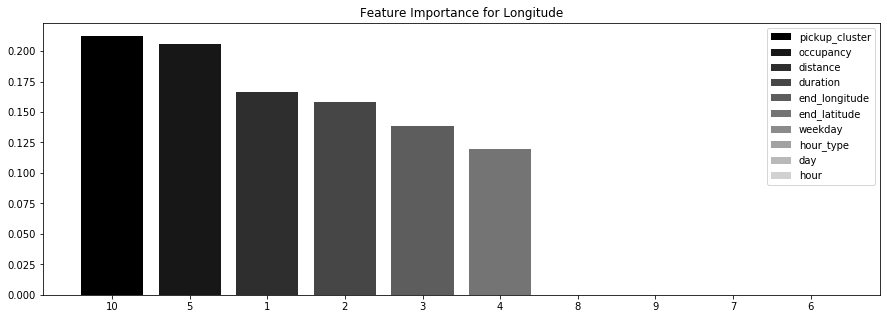 Feature Importance for Longitude
0.200
0.175
0.150
0.125
0.100
0.075
0.050
0.025
0.000
10 5 1 2 3 4 8 9 7 6
pickup_cluster
occupancy
distance
duration
end_longitude
end_latitude
weekday
hour_type
day
hour